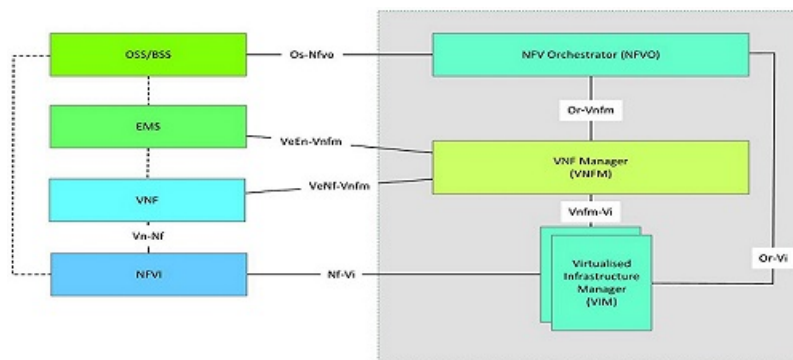 OSS/BSS
Os-Nfvo
NFV Orchestrator (NFVO)
Or-Vnfm
EMS
VeEn-Vnfm
VNF Manager
(VNFM)
VeNf-Vnfm
VNF
Vnfm-Vi
Vn-Nf
NFVI
Nf-Vi
Virtualised
Infrastructure
Manager
(VIM)
Or-Vi